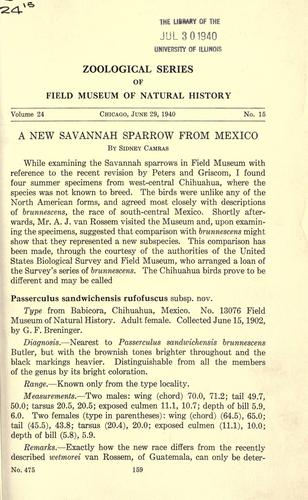 24¹⁵
THE LIBRARY OF THE
JUL 30 1940
UNIVERSITY OF ILLINOIS
ZOOLOGICAL SERIES
OF
FIELD MUSEUM OF NATURAL HISTORY
Volume 24 CHICAGO, JUNE 29, 1940 No. 15
A NEW SAVANNAH SPARROW FROM MEXICO
BY SIDNEY CAMRAS
While examining the Savannah sparrows in Field Museum with
reference to the recent revision by Peters and Griscom, I found
four summer specimens from west-central Chihuahua, where the
species was not known to breed. The birds were unlike any of the
North American forms, and agreed most closely with descriptions
of brunnescens, the race of south-central Mexico. Shortly after-
wards, Mr. A. J. van Rossem visited the Museum and, upon examin-
ing the specimens, suggested that comparison with brunnescens might
show that they represented a new subspecies. This comparison has
been made, through the courtesy of the authorities of the United
States Biological Survey and Field Museum, who arranged a loan of
the Survey's series of brunnescens. The Chihuahua birds prove to be
different and may be called
Passerculus sandwichensis rufofuscus subsp. nov.
Type from Babicora, Chihuahua, Mexico. No. 13076 Field
Museum of Natural History. Adult female. Collected June 15, 1902,
by G. F. Breninger.
Diagnosis.—Nearest to Passerculus sandwichensis brunnescens
Butler, but with the brownish tones brighter throughout and the
black markings heavier. Distinguishable from all members of
the genus by its bright coloration.
Range.—Known only from the type locality.
Measurements.—Two males: wing (chord) 70.0, 71.2; tail 49.7,
50.0; tarsus 20.5, 20.5; exposed culmen 11.1, 10.7; depth of bill 5.9,
6.0. Two females (type in parentheses): wing (chord) (64.5), 65.0;
tail (45.5), 43.8; tarsus (20.4), 20.0; exposed culmen (11.1), 10.0;
depth of bill (5.8), 5.9.
Remarks.—Exactly how the new race differs from the recently
described wetmorei van Rossem, of Guatemala, can only be deter-
No. 475 159